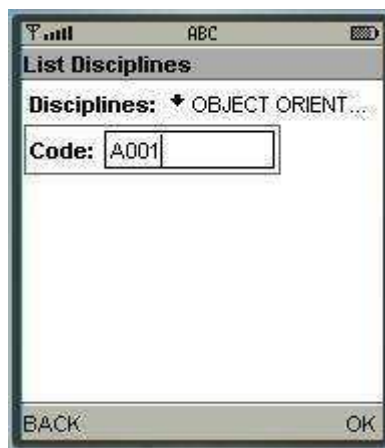 ABC
List Disciplines
Disciplines: OBJECT ORIENT...
Code: A001
BACK OK